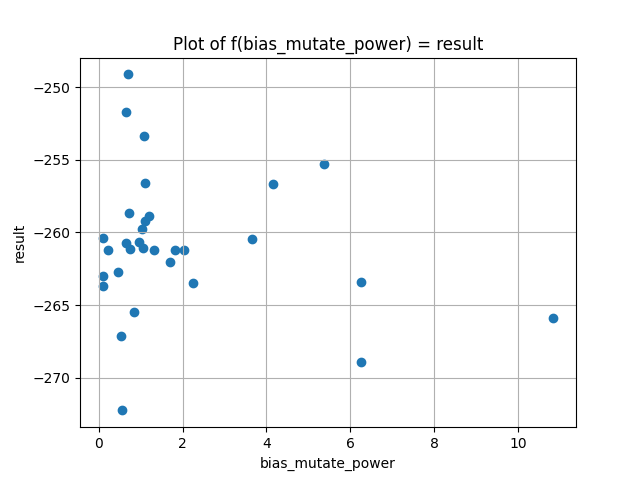 Plot of f(bias_mutate_power) = result
−250
−255
−260
−265
−270
result
0 2 4 6 8 10
bias_mutate_power